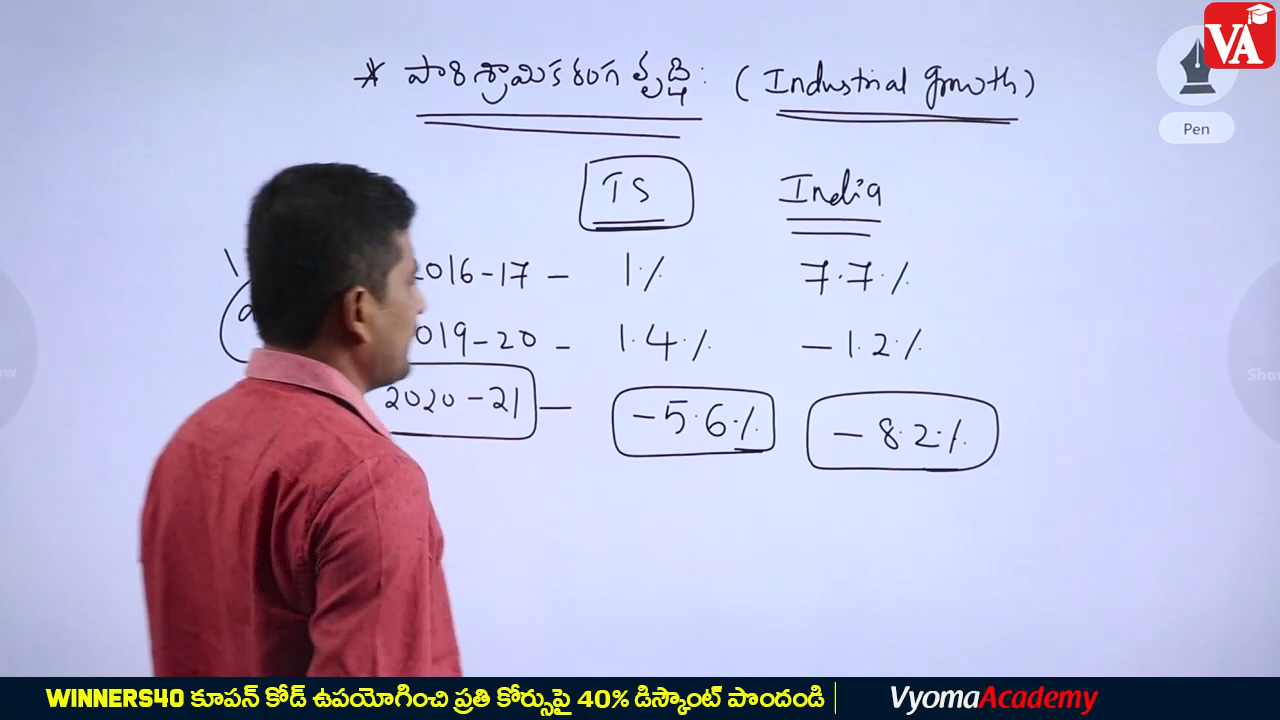 * పారిశ్రామిక రంగ వృద్ధి: (Industrial growth)
VA
Pen
TS India
2016-17 - 1% 7.7%
2019-20 - 1.4% -1.2%
2020-21 - -5.6% -8.2%
WINNERS40 కూపన్ కోడ్ ఉపయోగించి ప్రతి కోర్సుపై 40% డిస్కౌంట్ పొందండి | VyomaAcademy